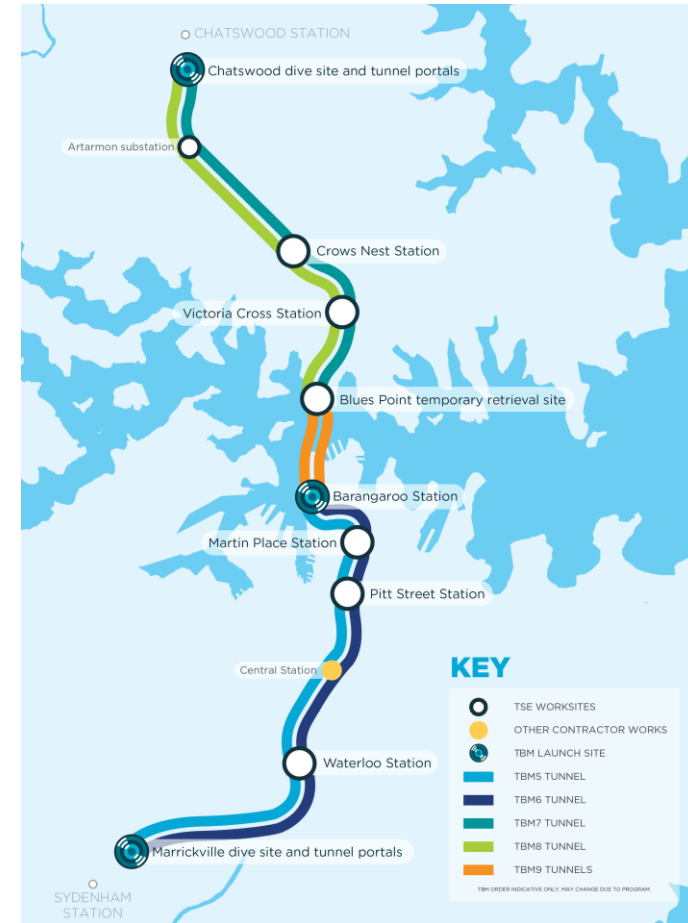 CHATSWOOD STATION
Chatswood dive site and tunnel portals
Artarmon substation
Crows Nest Station
Victoria Cross Station
Blues Point temporary retrieval site
Barangaroo Station
Martin Place Station
Pitt Street Station
Central Station
Waterloo Station
Marrickville dive site and tunnel portals
SYDENHAM
STATION
KEY
TSE WORKSITES
OTHER CONTRACTOR WORKS
TBM LAUNCH SITE
TBM5 TUNNEL
TBM6 TUNNEL
TBM7 TUNNEL
TBM8 TUNNEL
TBM9 TUNNELS
TBM ORDER INDICATIVE ONLY. MAY CHANGE DUE TO PROGRAM.